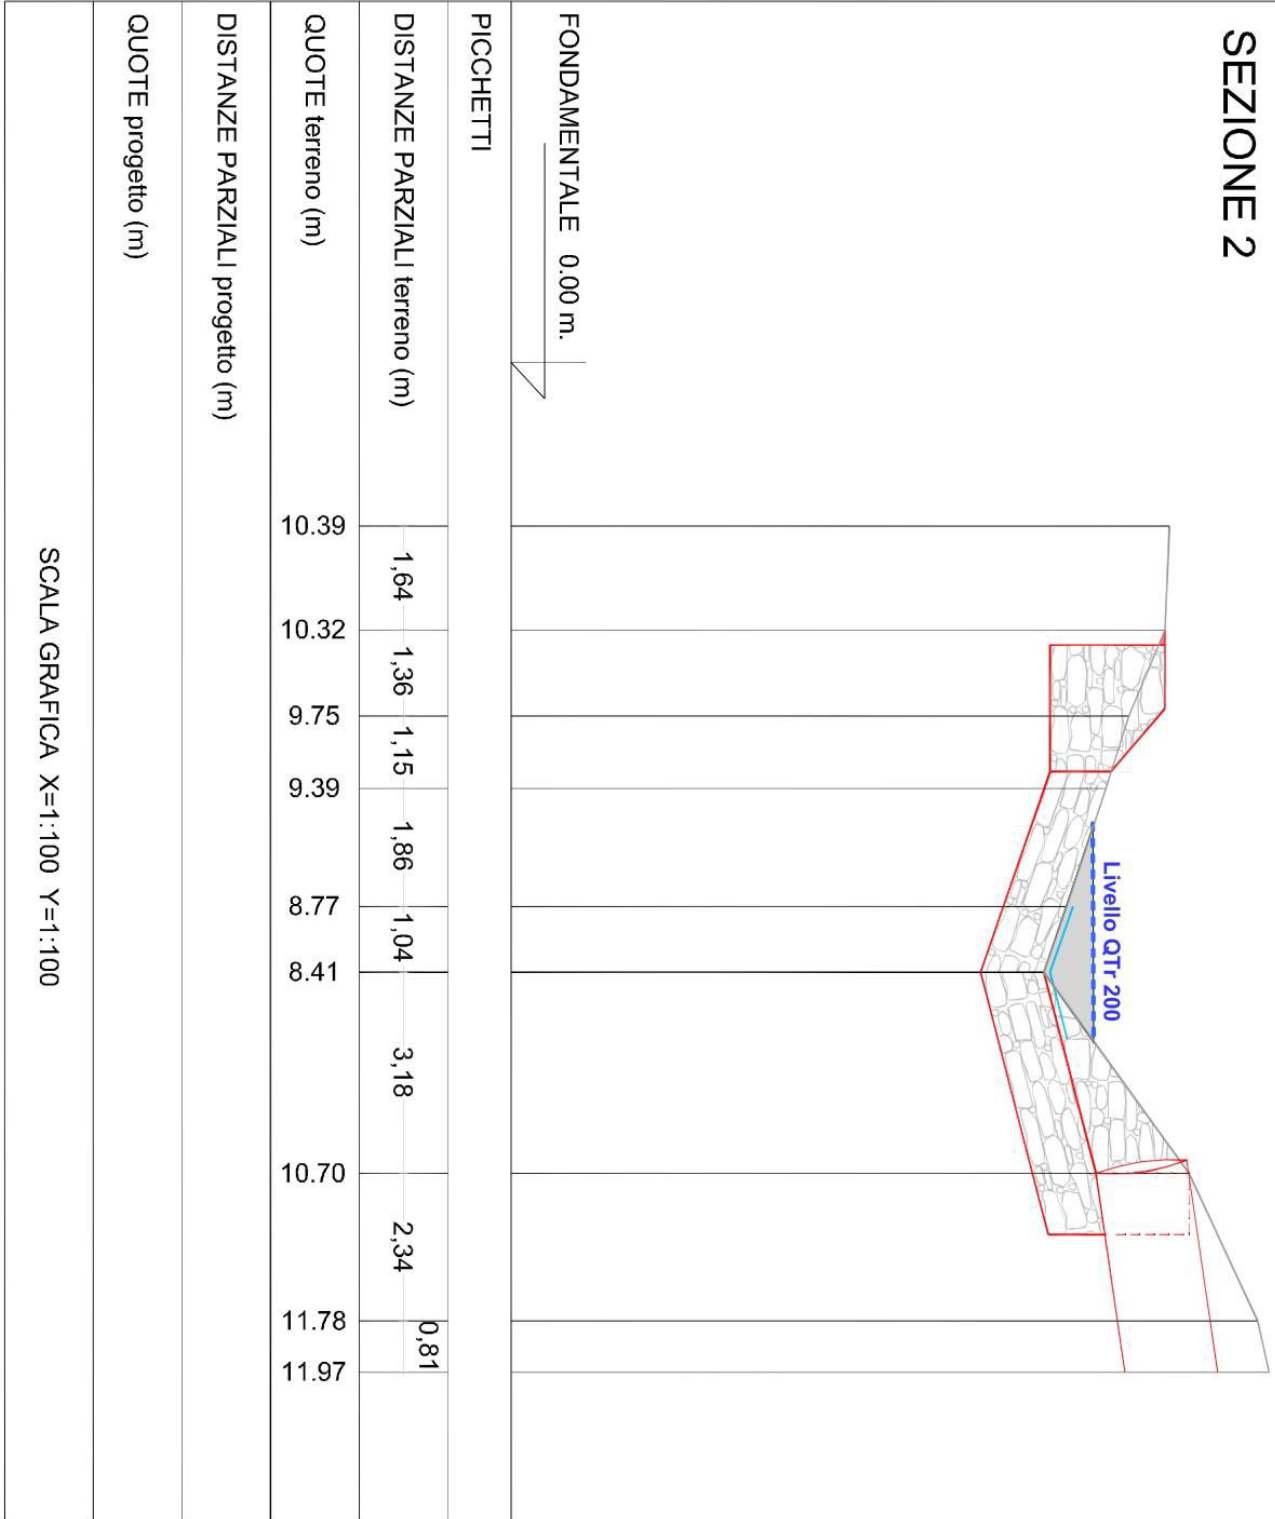 SEZIONE 2
Livello QTr 200
FONDAMENTALE 0.00 m.
PICCHETTI
DISTANZE PARZIALI terreno (m)
1,64
1,36
1,15
1,86
1,04
3,18
2,34
0,81
QUOTE terreno (m)
10.39
10.32
9.75
9.39
8.77
8.41
10.70
11.78
11.97
DISTANZE PARZIALI progetto (m)
QUOTE progetto (m)
SCALA GRAFICA X=1:100 Y=1:100